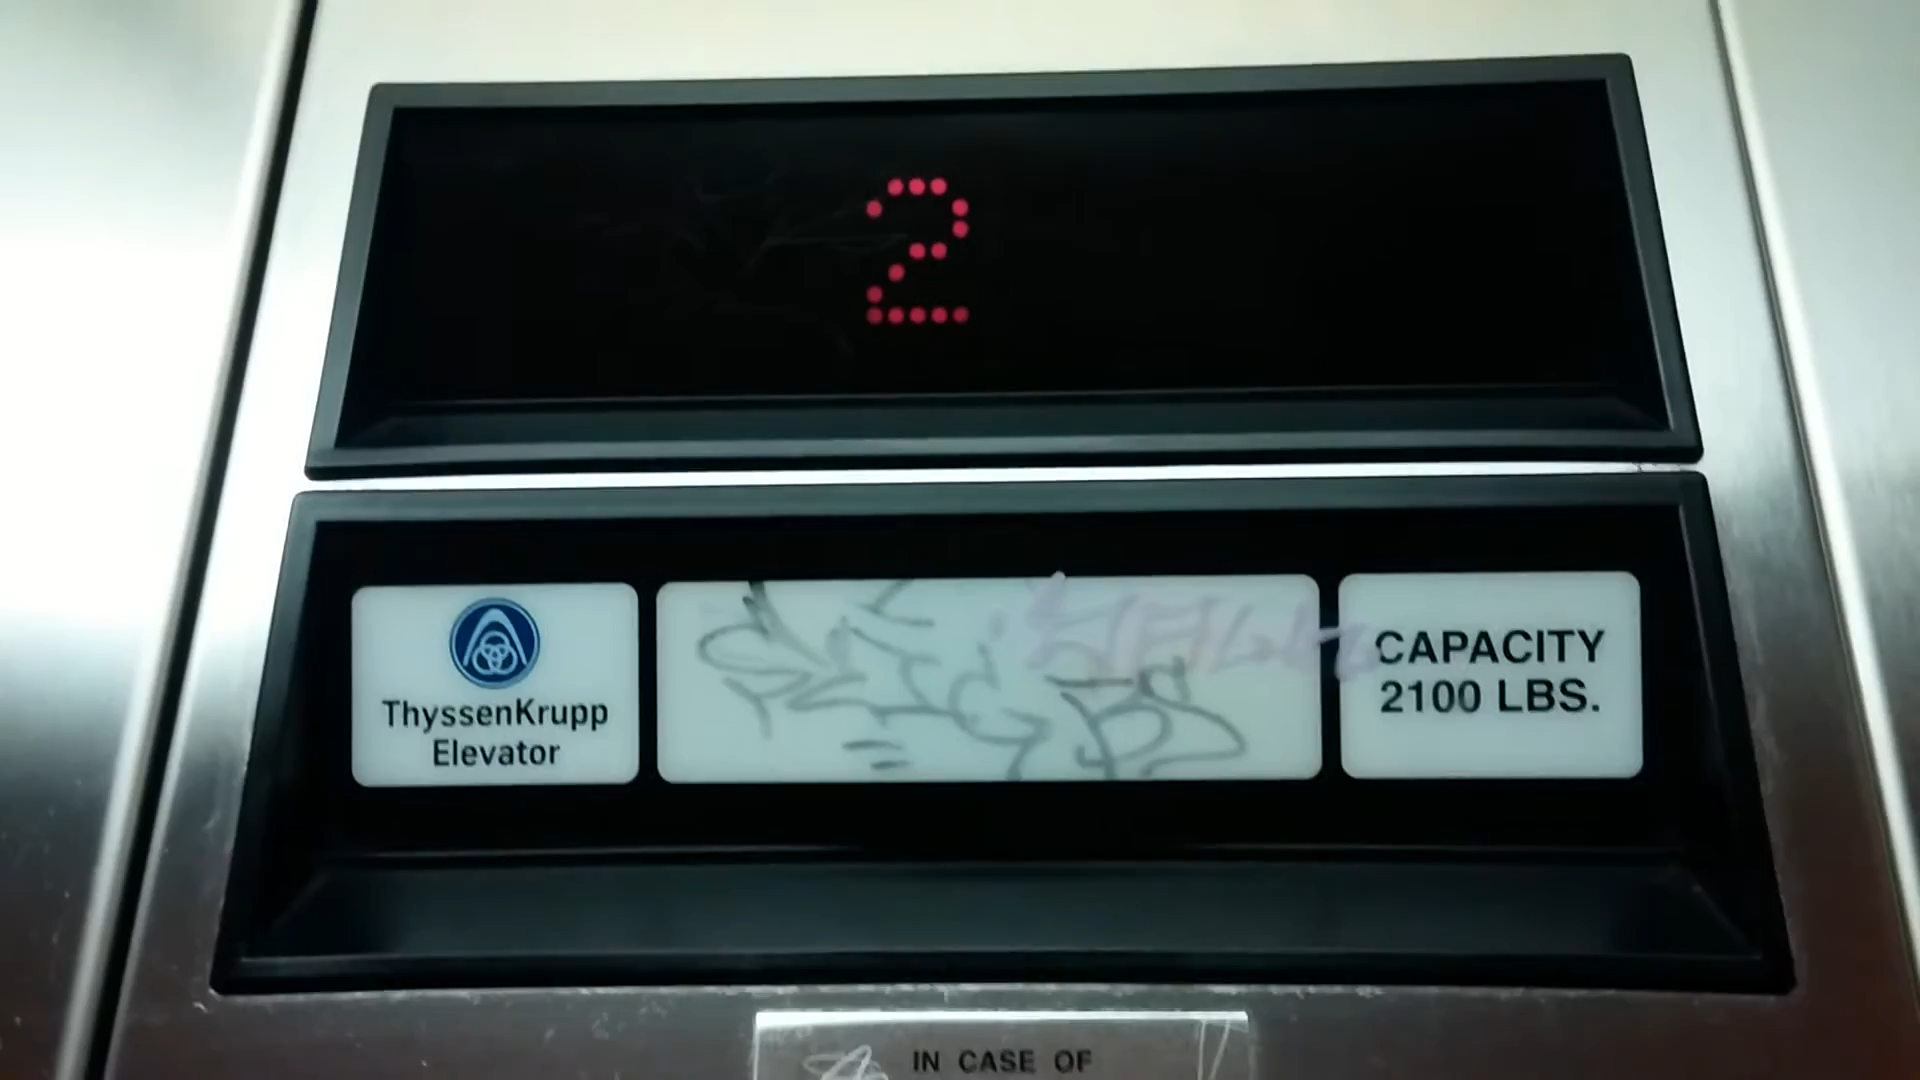 2
ThyssenKrupp
Elevator
CAPACITY
2100 LBS.
IN CASE OF